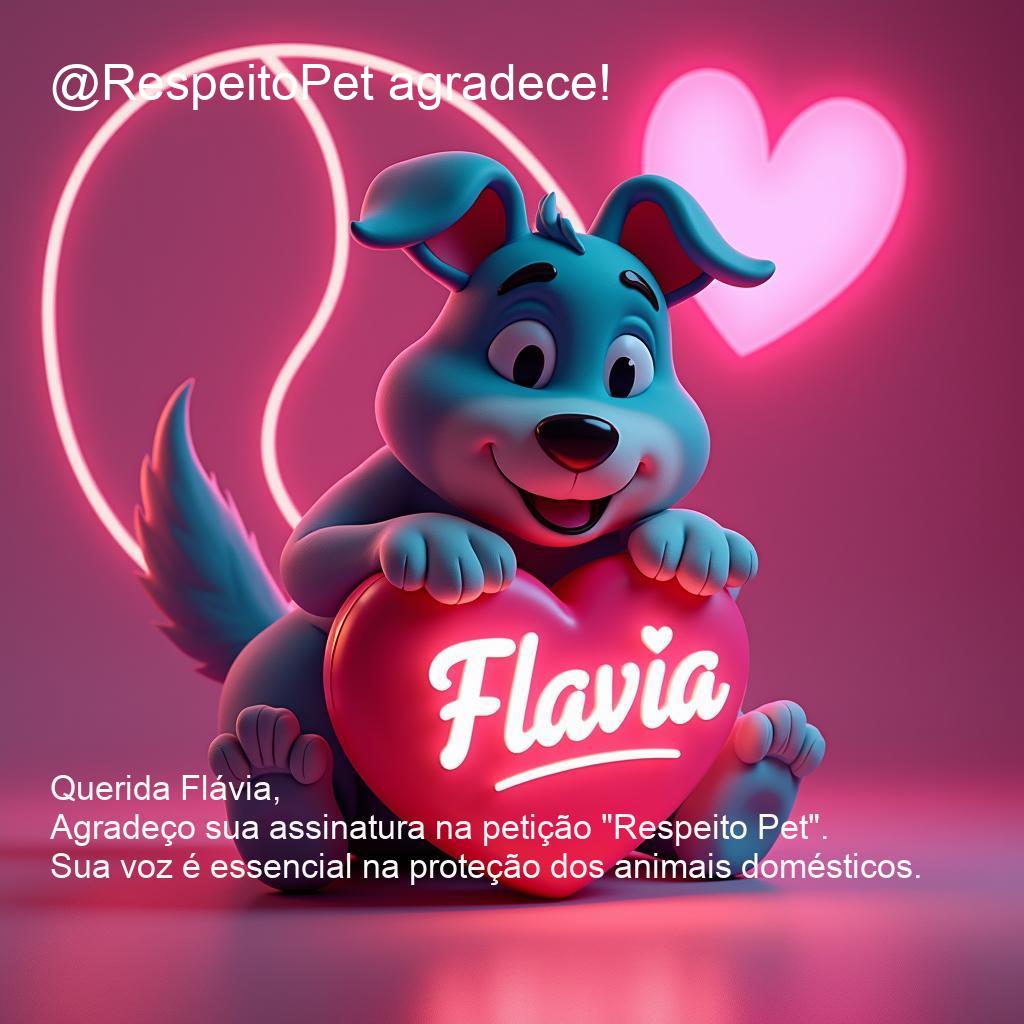 @RespeitoPet agradece!
Flavia
Querida Flávia,
Agradeço sua assinatura na petição "Respeito Pet".
Sua voz é essencial na proteção dos animais domésticos.